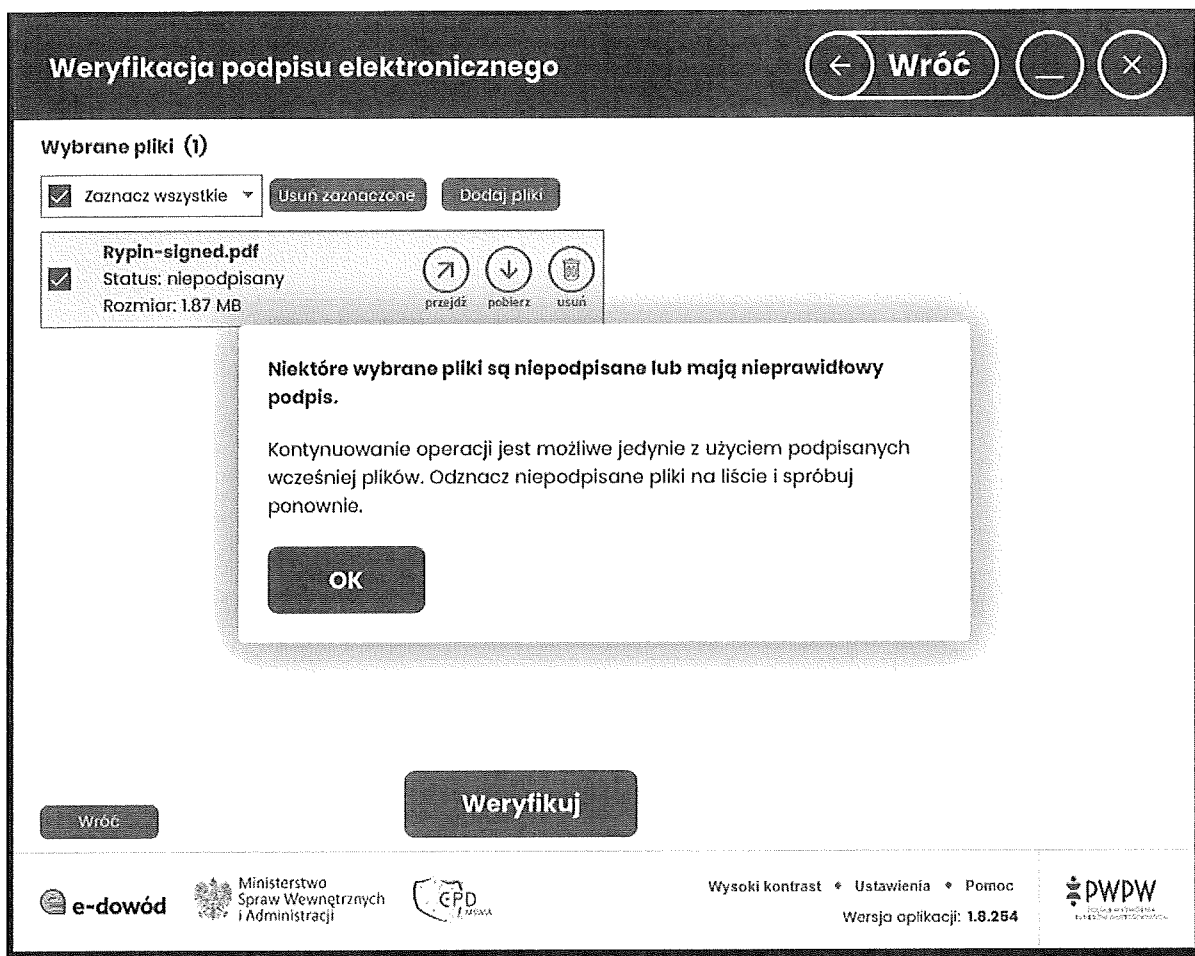 Weryfikacja podpisu elektronicznego
Wróć
Wybrane pliki (1)
Zaznacz wszystkie
Usuń zaznaczone
Dodaj pliki
Rypin-signed.pdf
Status: niepodpisany
Rozmiar: 1.87 MB
przejdź
pobierz
usuń
Niektóre wybrane pliki są niepodpisane lub mają nieprawidłowy
podpis.
Kontynuowanie operacji jest możliwe jedynie z użyciem podpisanych
wcześniej plików. Odznacz niepodpisane pliki na liście i spróbuj
ponownie.
OK
Weryfikuj
Wróć
e-dowód
Ministerstwo
Spraw Wewnętrznych
i Administracji
CPD
MSWiA
Wysoki kontrast • Ustawienia • Pomoc
Wersja aplikacji: 1.8.254
PWPW